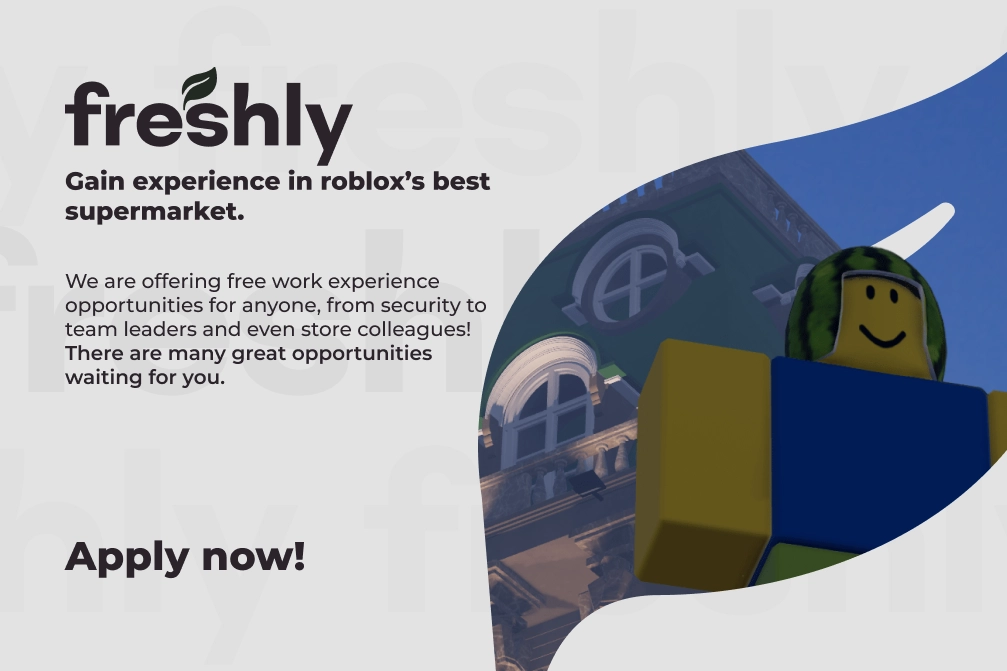 freshly
Gain experience in roblox’s best
supermarket.
We are offering free work experience
opportunities for anyone, from security to
team leaders and even store colleagues!
There are many great opportunities
waiting for you.
Apply now!